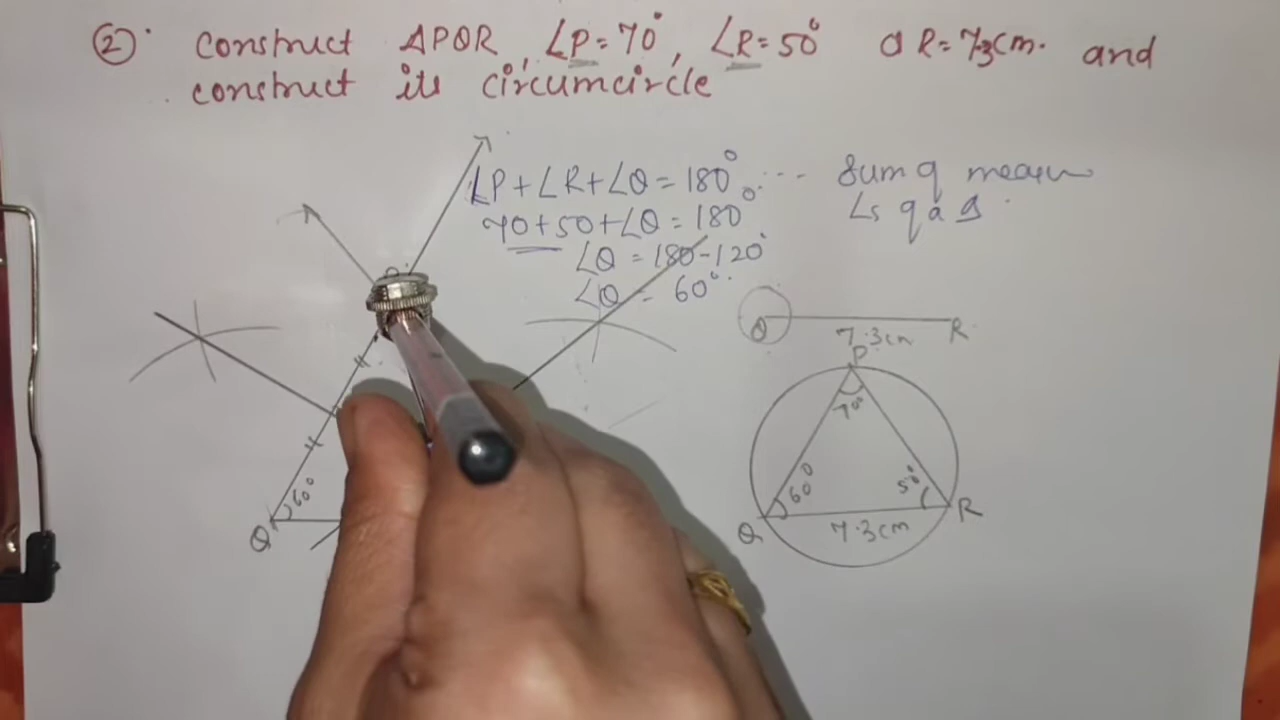 ② construct ΔPQR, ∠P=70°, ∠R=50° QR=7.3cm. and
construct its circumcircle
∠P+∠R+∠Q=180° ... Sum of
70+50+∠Q=180° ∠s of a Δ.
∠Q=180-120°
∠Q=60°.
Q 7.3cm R
P
70°
60°
60°
50°
Q
Q 7.3cm R